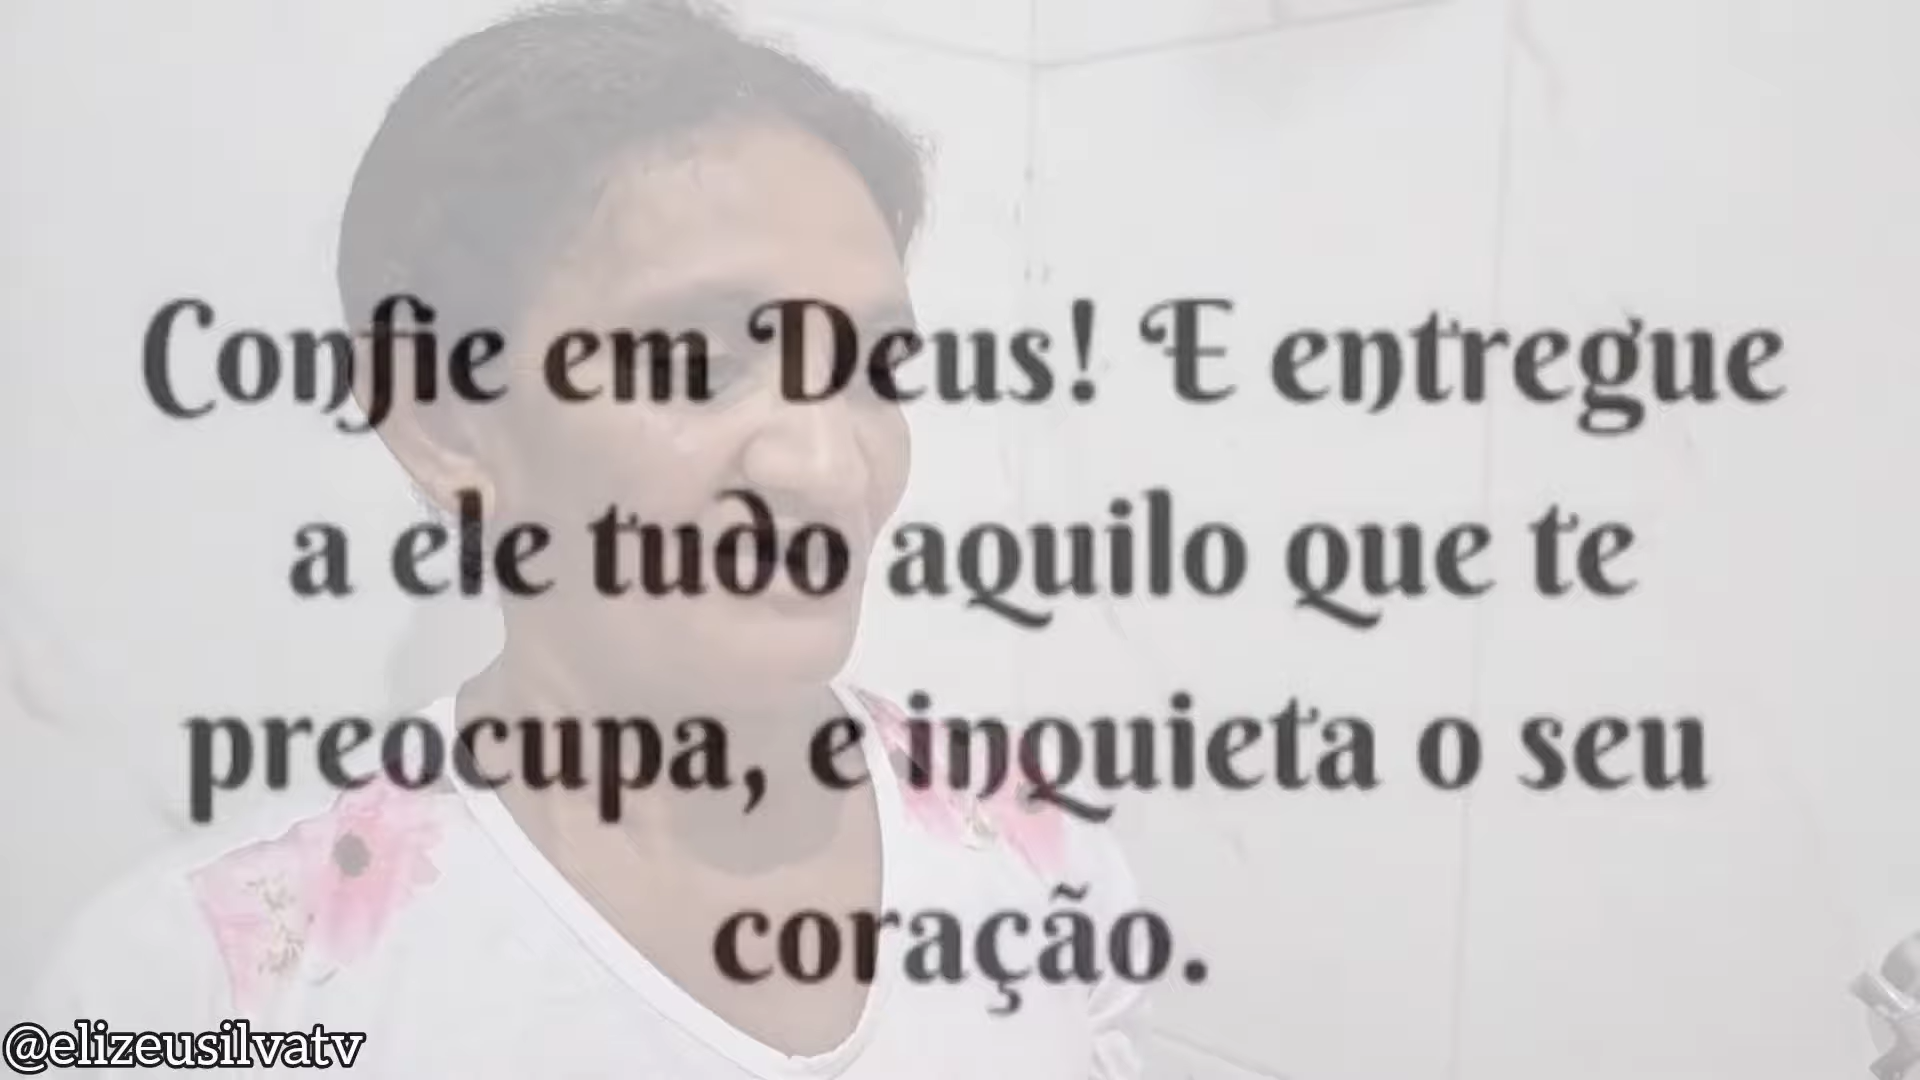 Confie em Deus! E entregue
a ele tudo aquilo que te
preocupa, e inquieta o seu
coração.
@elizeusilvatv